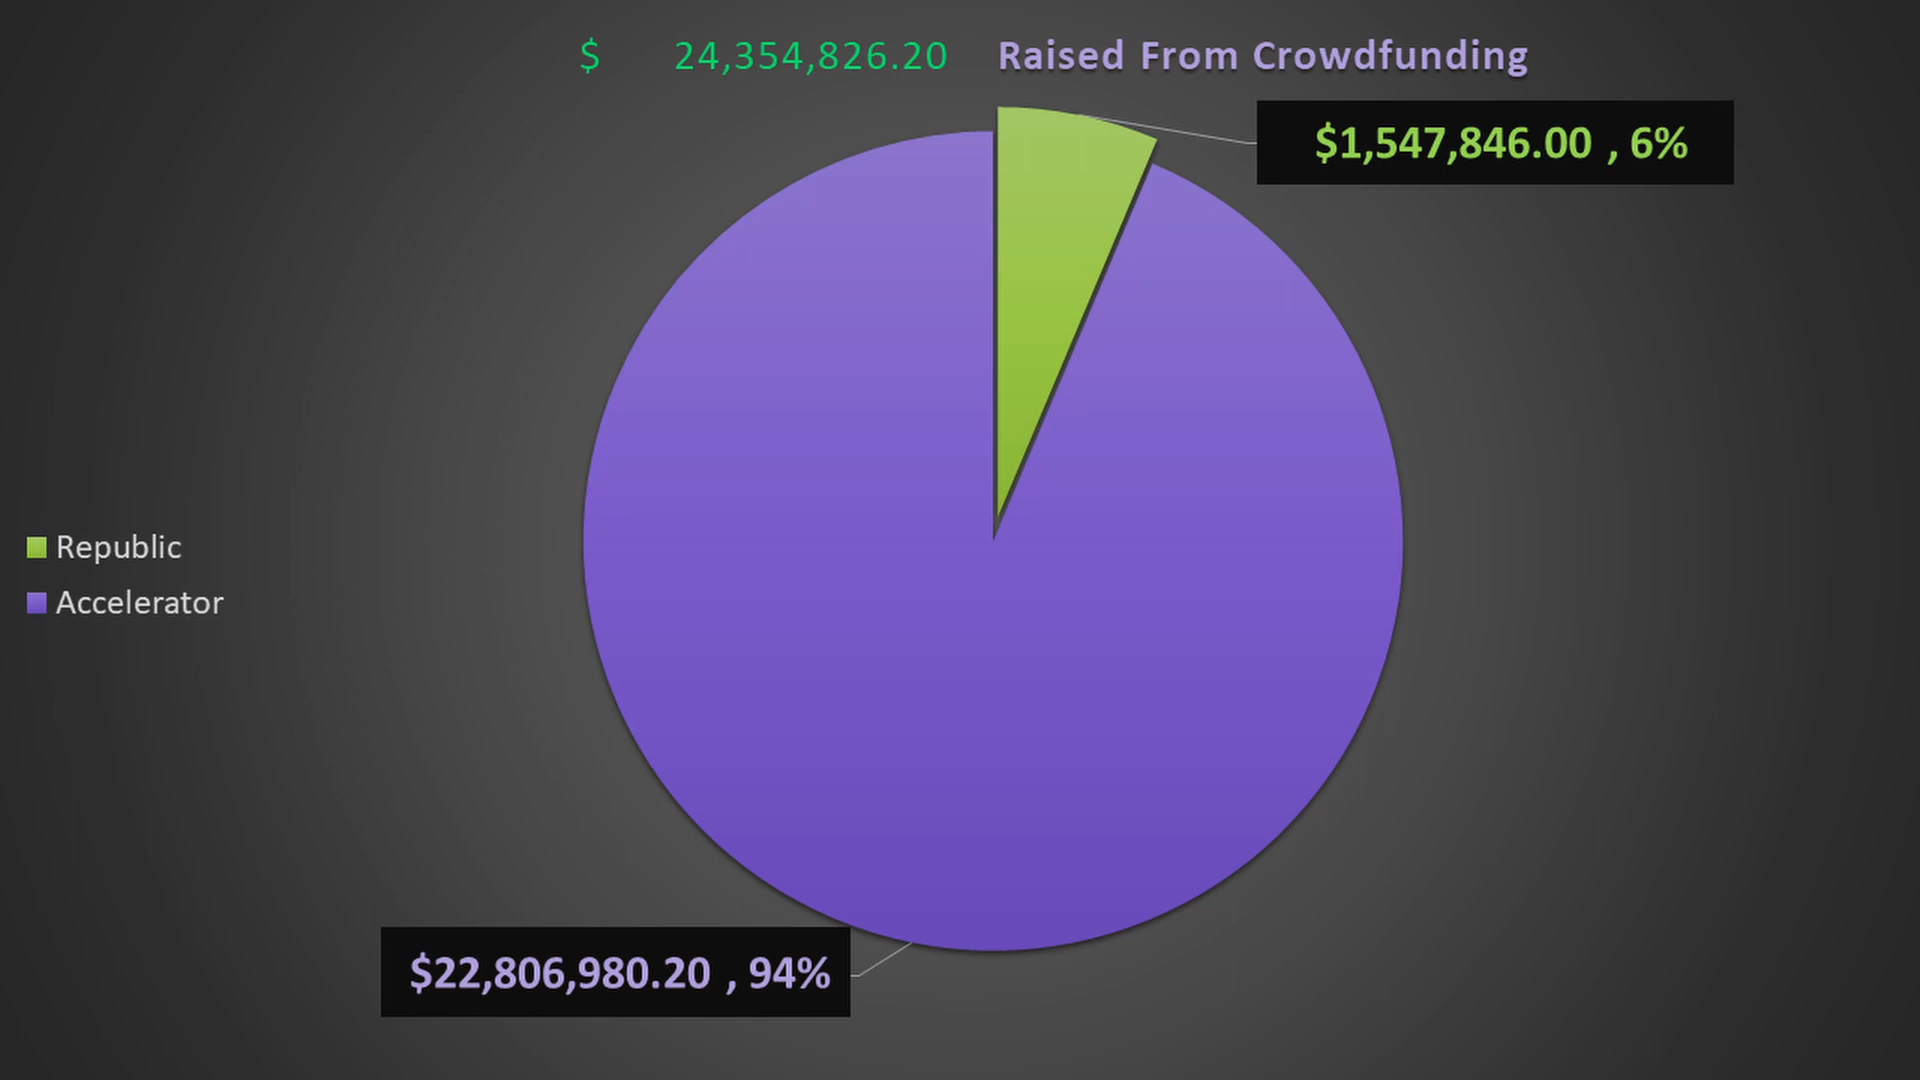 $ 24,354,826.20 Raised From Crowdfunding
$1,547,846.00 , 6%
Republic
Accelerator
$22,806,980.20 , 94%